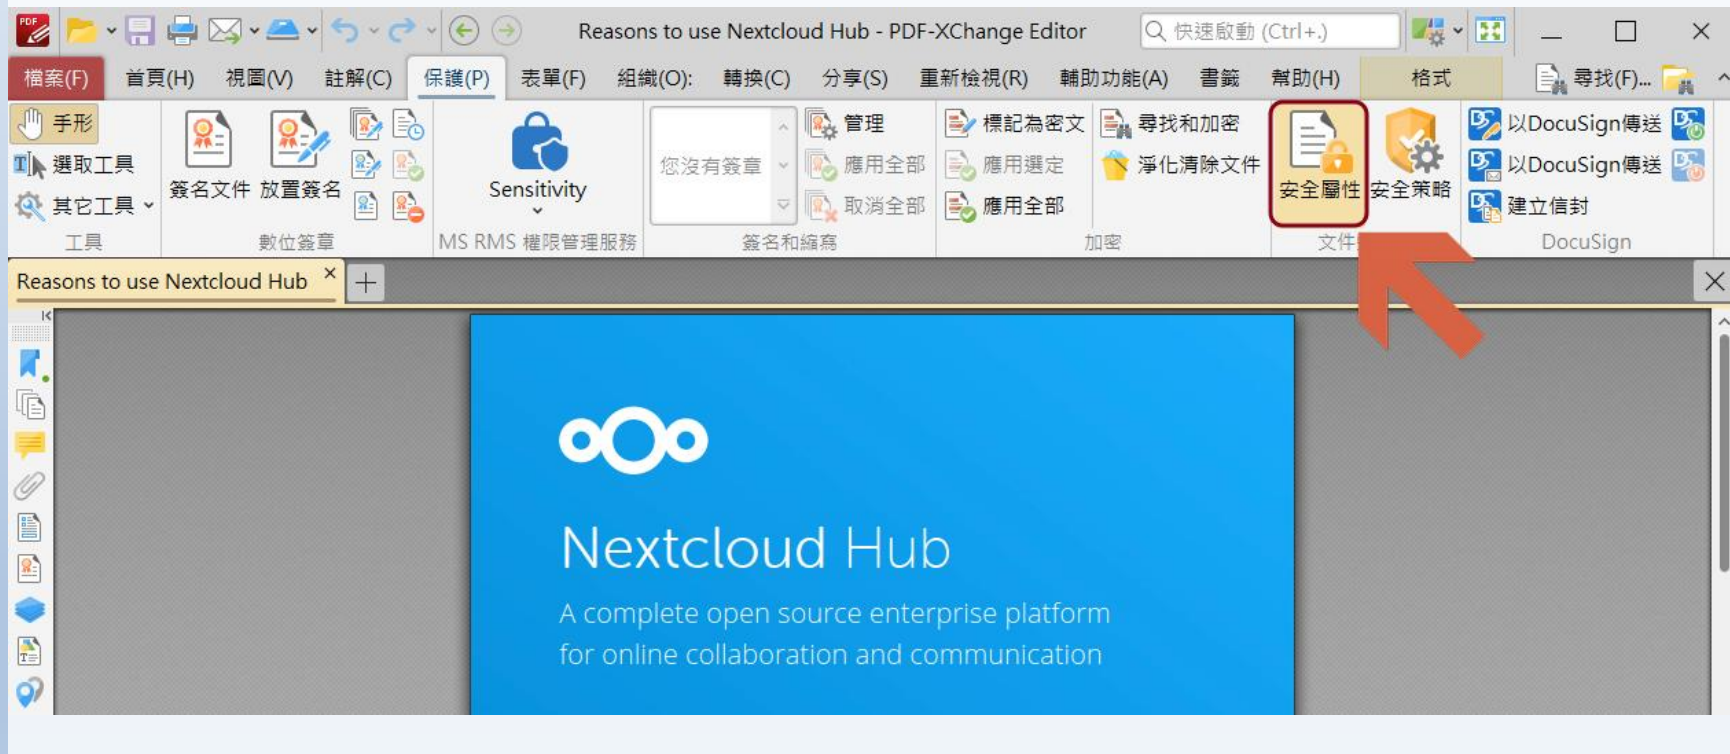 Reasons to use Nextcloud Hub - PDF-XChange Editor
快速啟動 (Ctrl+.)
檔案(F) 首頁(H) 視圖(V) 註解(C) 保護(P) 表單(F) 組織(O): 轉換(C) 分享(S) 重新檢視(R) 輔助功能(A) 書籤 幫助(H) 格式 尋找(F)...
手形
選取工具
其它工具
工具
簽名文件 放置簽名
數位簽章
Sensitivity
MS RMS 權限管理服務
您沒有簽章
管理
應用全部
取消全部
簽名和縮寫
標記為密文
應用選定
應用全部
尋找和加密
淨化清除文件
加密
安全屬性 安全策略
文件
以DocuSign傳送
以DocuSign傳送
建立信封
DocuSign
Reasons to use Nextcloud Hub
Nextcloud Hub
A complete open source enterprise platform
for online collaboration and communication